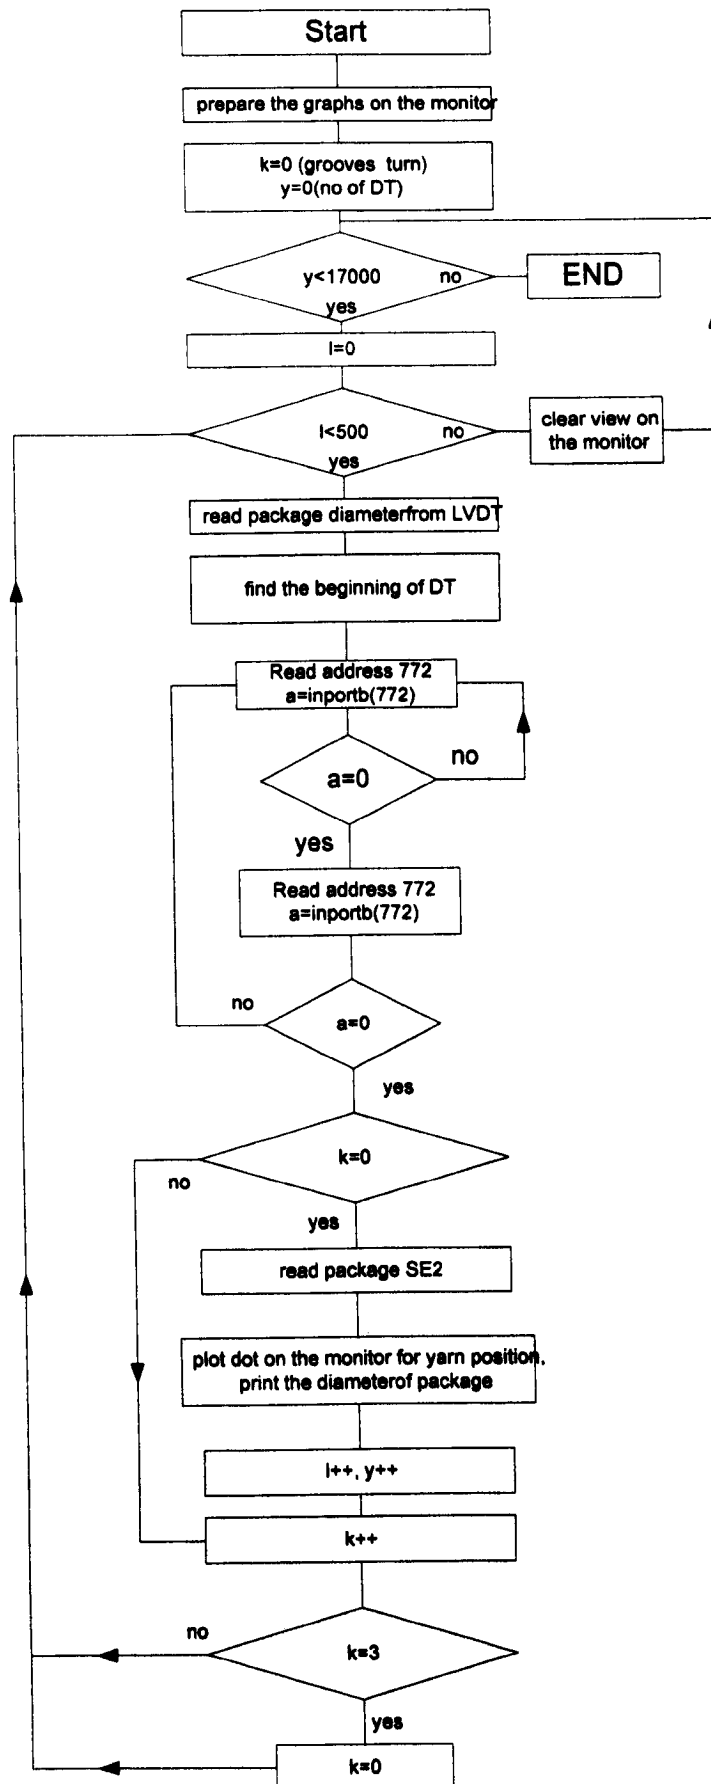 Start
prepare the graphs on the monitor
k=0 (grooves turn)
y=0(no of DT)
y<17000
no
yes
END
l=0
l<500
no
yes
clear view on
the monitor
read package diameterfrom LVDT
find the beginning of DT
Read address 772
a=inportb(772)
a=0
no
yes
Read address 772
a=inportb(772)
no
a=0
yes
k=0
no
yes
read package SE2
plot dot on the monitor for yarn position,
print the diameterof package
l++, y++
k++
no
k=3
yes
k=0